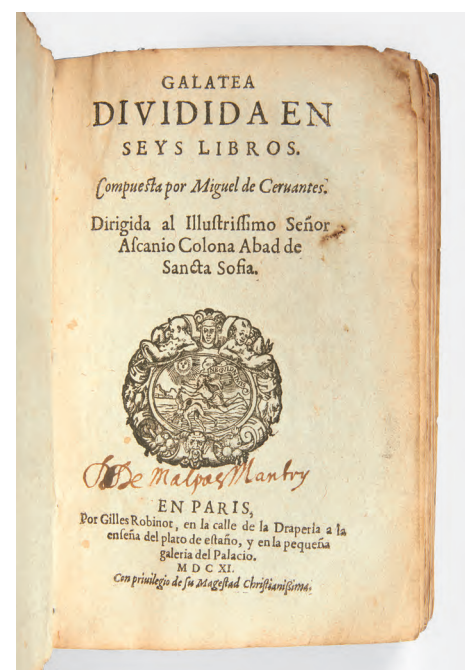 GALATEA
DIVIDIDA EN
SEYS LIBROS.
Compueſta por Miguel de Ceruantes.
Dirigida al Illuſtriſſimo Señor
Aſcanio Colona Abad de
Sancta Sofia.
De Malpas Mantry
EN PARIS,
Por Gilles Robinot, en la calle de la Draperia a la
enſeña del plato de eſtaño, y en la pequeña
galeria del Palacio.
M D C XI.
Con priuilegio de ſu Mageſtad Chriſtianiſsima.